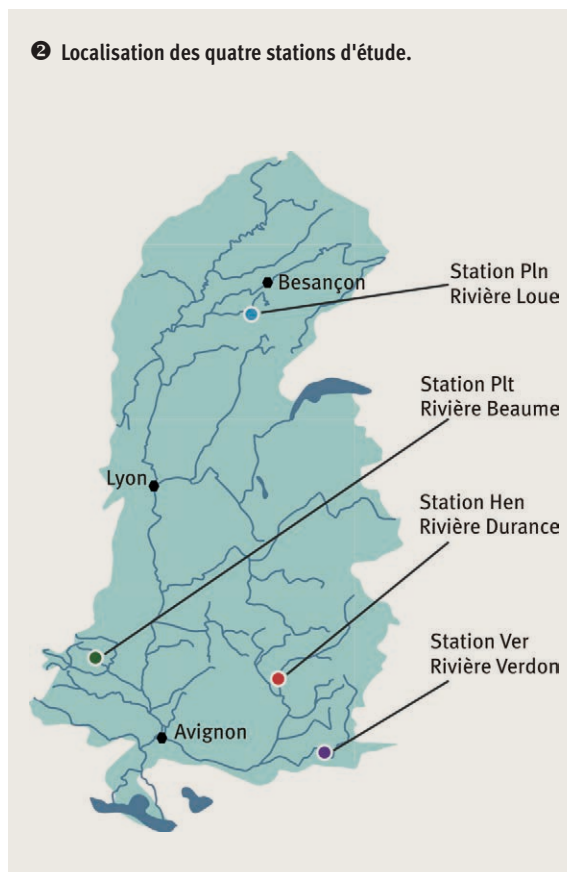 ❷ Localisation des quatre stations d'étude.
Besançon
Station Pln
Rivière Loue
Station Plt
Rivière Beaume
Lyon
Station Hen
Rivière Durance
Station Ver
Rivière Verdon
Avignon